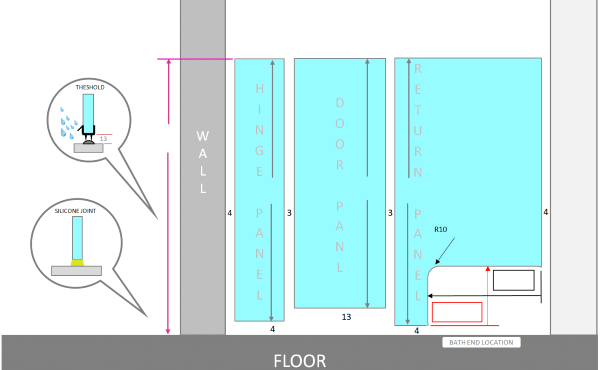 THESHOLD
13
SILICONE JOINT
WALL
HINGE PANEL
DOOR PANL
RETURN PANEL
4
3
3
4
R10
4
13
4
BATH END LOCATION
FLOOR